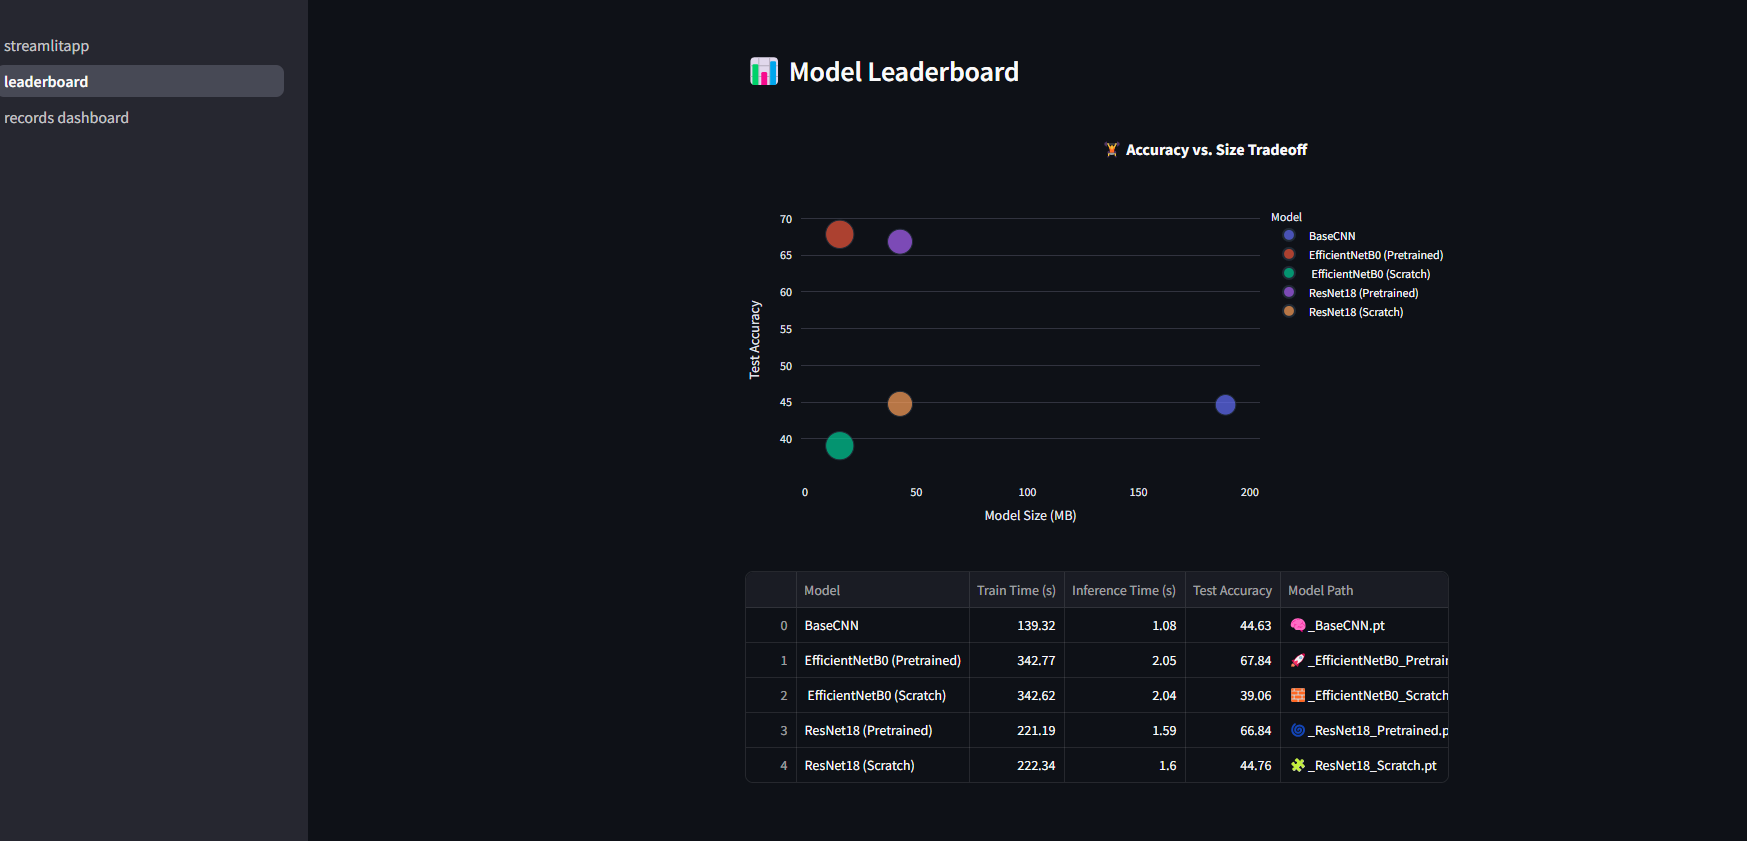 streamlitapp
leaderboard
records dashboard
📊 Model Leaderboard
🏋 Accuracy vs. Size Tradeoff
70
65
60
55
50
45
40
Test Accuracy
0 50 100 150 200
Model Size (MB)
Model
BaseCNN
EfficientNetB0 (Pretrained)
EfficientNetB0 (Scratch)
ResNet18 (Pretrained)
ResNet18 (Scratch)
Model Train Time (s) Inference Time (s) Test Accuracy Model Path
0 BaseCNN 139.32 1.08 44.63 🧠_BaseCNN.pt
1 EfficientNetB0 (Pretrained) 342.77 2.05 67.84 🚀_EfficientNetB0_Pretrai
2 EfficientNetB0 (Scratch) 342.62 2.04 39.06 🧱_EfficientNetB0_Scratch
3 ResNet18 (Pretrained) 221.19 1.59 66.84 🌀_ResNet18_Pretrained.p
4 ResNet18 (Scratch) 222.34 1.6 44.76 🧩_ResNet18_Scratch.pt